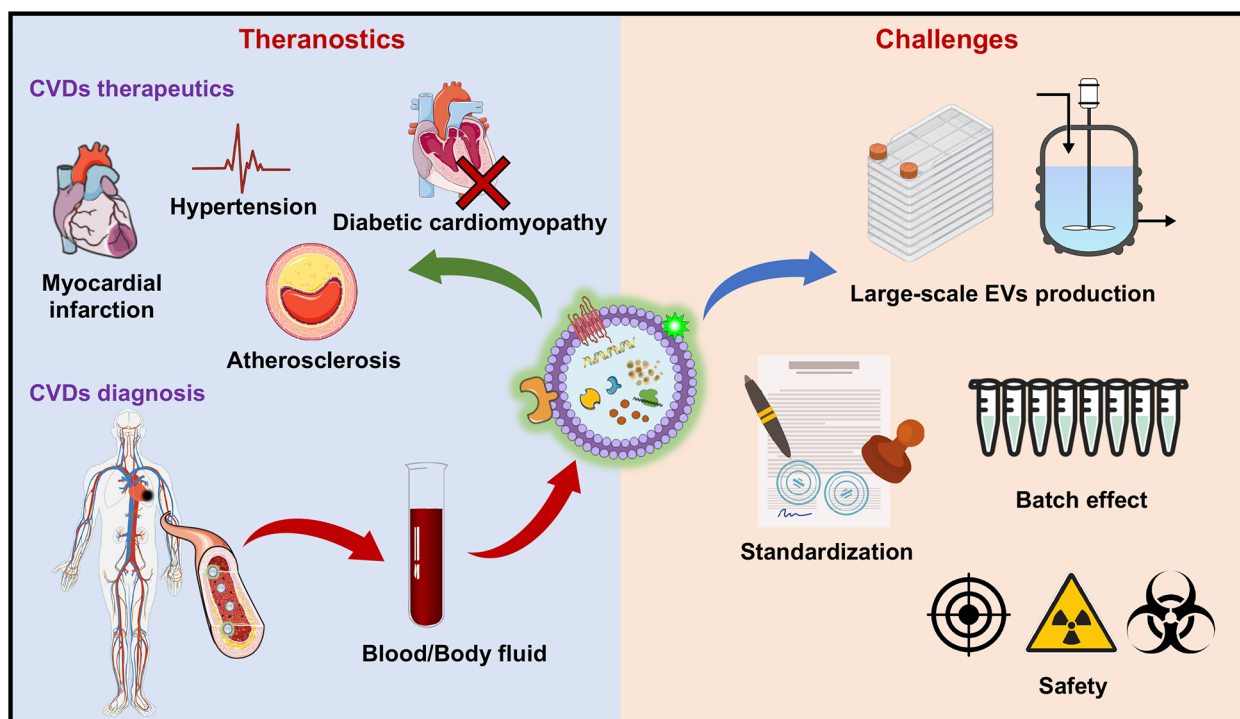 Theranostics
CVDs therapeutics
Hypertension
Diabetic cardiomyopathy
Myocardial
infarction
Atherosclerosis
CVDs diagnosis
Blood/Body fluid
Challenges
Large-scale EVs production
Standardization
Batch effect
Safety